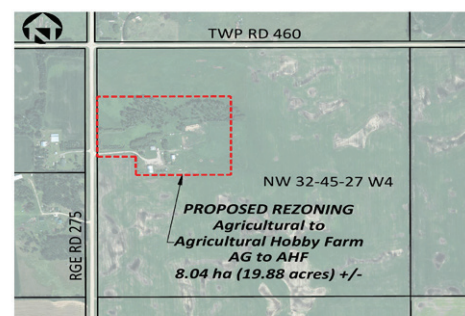 N
TWP RD 460
NW 32-45-27 W4
RGE RD 275
PROPOSED REZONING
Agricultural to
Agricultural Hobby Farm
AG to AHF
8.04 ha (19.88 acres) +/-